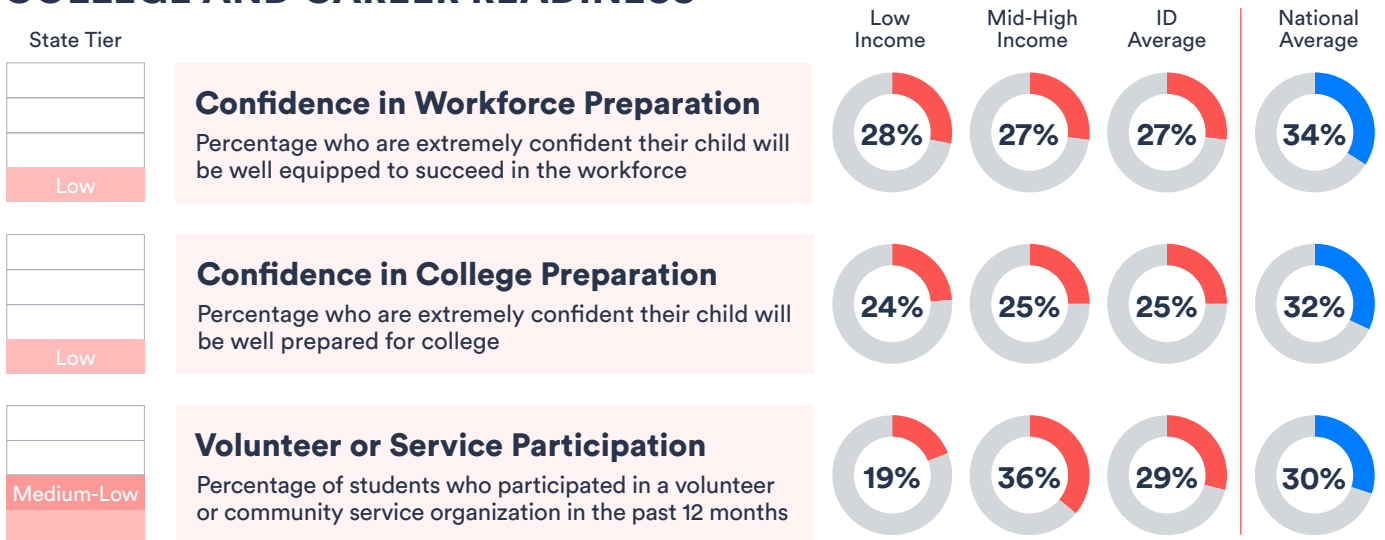 COLLEGE AND CAREER READINESS
State Tier
Low Income
Mid-High Income
ID Average
National Average
Low
Confidence in Workforce Preparation
Percentage who are extremely confident their child will
be well equipped to succeed in the workforce
28%
27%
27%
34%
Low
Confidence in College Preparation
Percentage who are extremely confident their child will
be well prepared for college
24%
25%
25%
32%
Medium-Low
Volunteer or Service Participation
Percentage of students who participated in a volunteer
or community service organization in the past 12 months
19%
36%
29%
30%